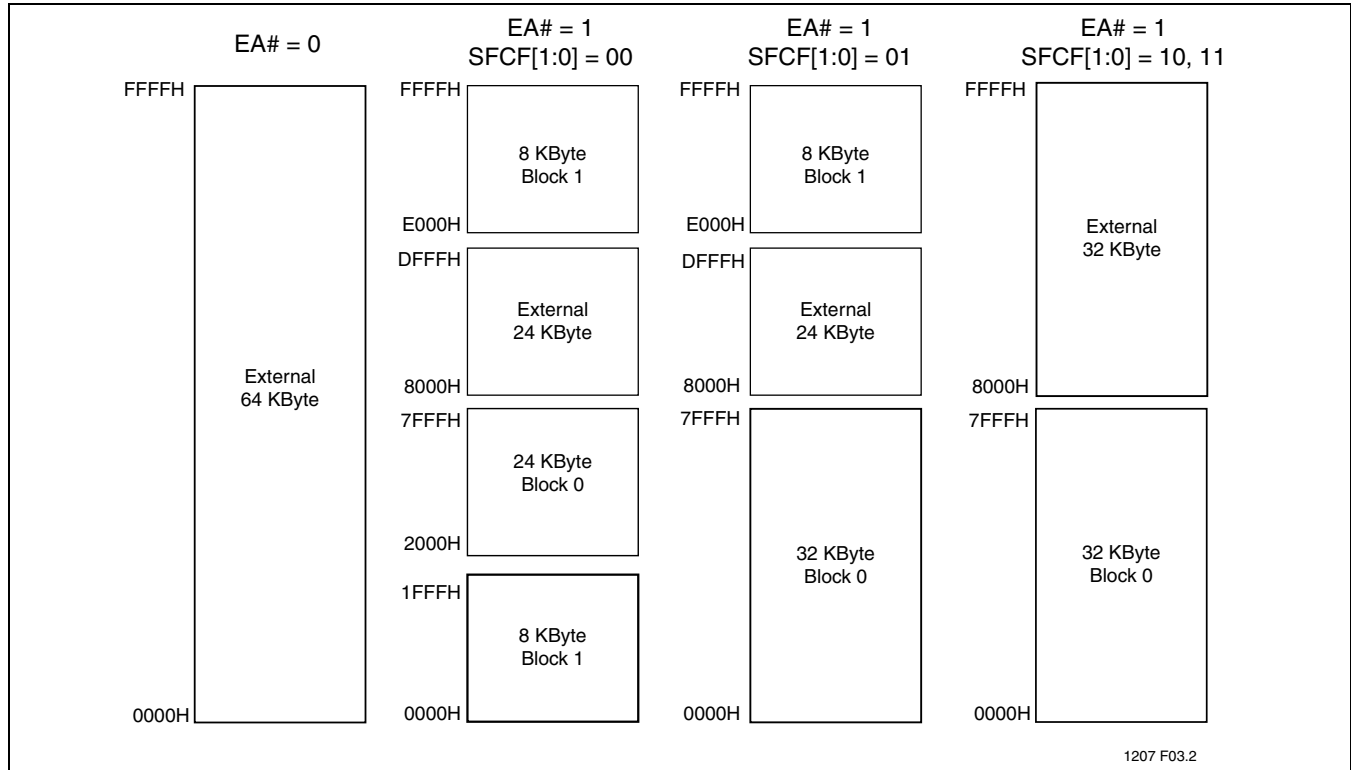 EA# = 0
FFFFH
External
64 KByte
0000H
EA# = 1
SFCF[1:0] = 00
FFFFH
8 KByte
Block 1
E000H
DFFFH
External
24 KByte
8000H
7FFFH
24 KByte
Block 0
2000H
1FFFH
8 KByte
Block 1
0000H
EA# = 1
SFCF[1:0] = 01
FFFFH
8 KByte
Block 1
E000H
DFFFH
External
24 KByte
8000H
7FFFH
32 KByte
Block 0
0000H
EA# = 1
SFCF[1:0] = 10, 11
FFFFH
External
32 KByte
8000H
7FFFH
32 KByte
Block 0
0000H
1207 F03.2